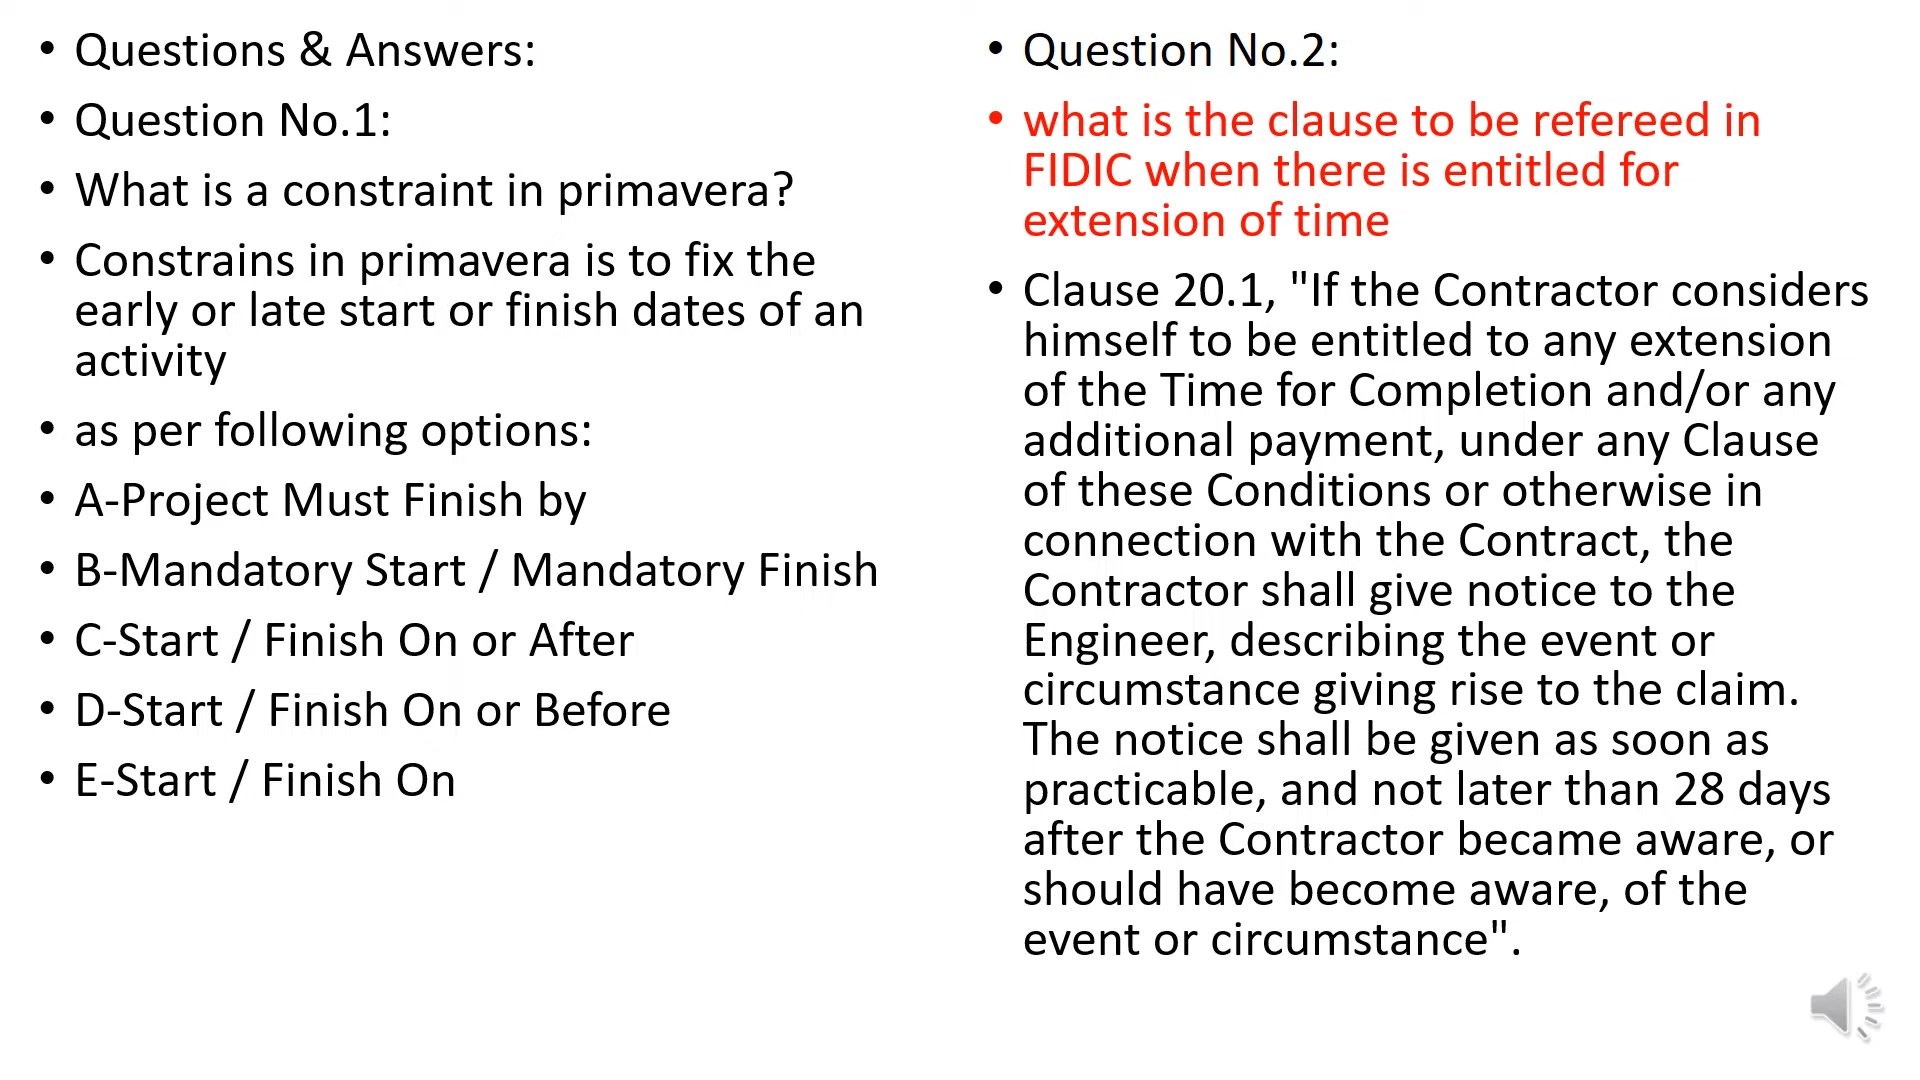 • Questions & Answers:
• Question No.1:
• What is a constraint in primavera?
• Constrains in primavera is to fix the
early or late start or finish dates of an
activity
• as per following options:
• A-Project Must Finish by
• B-Mandatory Start / Mandatory Finish
• C-Start / Finish On or After
• D-Start / Finish On or Before
• E-Start / Finish On
• Question No.2:
• what is the clause to be refereed in
FIDIC when there is entitled for
extension of time
• Clause 20.1, "If the Contractor considers
himself to be entitled to any extension
of the Time for Completion and/or any
additional payment, under any Clause
of these Conditions or otherwise in
connection with the Contract, the
Contractor shall give notice to the
Engineer, describing the event or
circumstance giving rise to the claim.
The notice shall be given as soon as
practicable, and not later than 28 days
after the Contractor became aware, or
should have become aware, of the
event or circumstance".